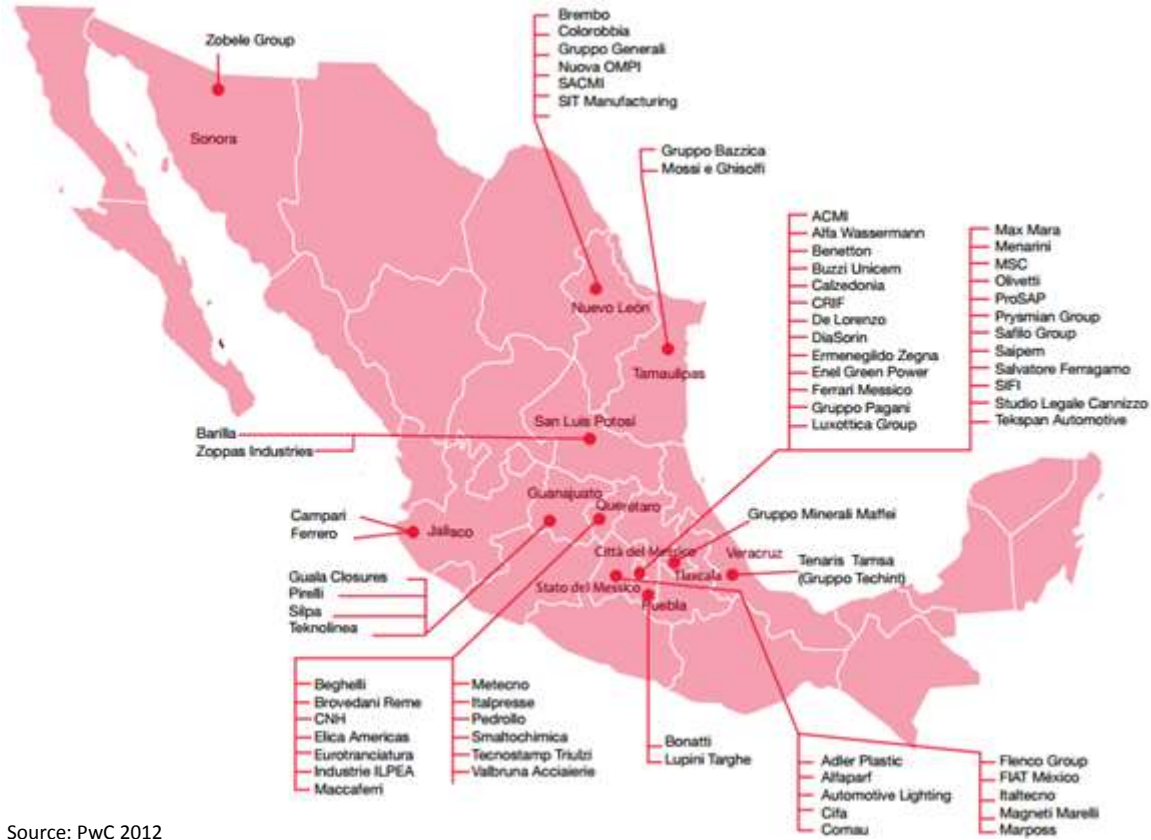 Zobele Group
Sonora
Brembo
Colorobbia
Gruppo Generali
Nuova OMPI
SACMI
SIT Manufacturing
Nuevo León
Gruppo Bazzica
Mossi e Ghisolfi
Tamaulipas
ACMI
Alfa Wassermann
Benetton
Buzzi Unicem
Calzedonia
CRIF
De Lorenzo
DiaSorin
Ermenegildo Zegna
Enel Green Power
Ferrari Messico
Gruppo Pagani
Luxottica Group
Max Mara
Menarini
MSC
Olivetti
ProSAP
Prysmian Group
Safilo Group
Saipem
Salvatore Ferragamo
SIFI
Studio Legale Cannizzo
Tekspan Automotive
San Luis Potosí
Barilla
Zoppas Industries
Guanajuato
Querétaro
Campari
Ferrero
Jalisco
Gruppo Minerali Maffei
Città del Messico
Veracruz
Tlaxcala
Tenaris Tamsa
(Gruppo Techint)
Stato del Messico
Puebla
Guala Closures
Pirelli
Silpa
Teknolinea
Beghelli
Brovedani Reme
CNH
Elica Americas
Eurotranciatura
Industrie ILPEA
Maccaferri
Metecno
Italpresse
Pedrollo
Smaltochimica
Tecnostamp Triulzi
Valbruna Acciaierie
Bonatti
Lupini Targhe
Adler Plastic
Alfaparf
Automotive Lighting
Cifa
Comau
Flenco Group
FIAT México
Italtecno
Magneti Marelli
Marposs
Source: PwC 2012